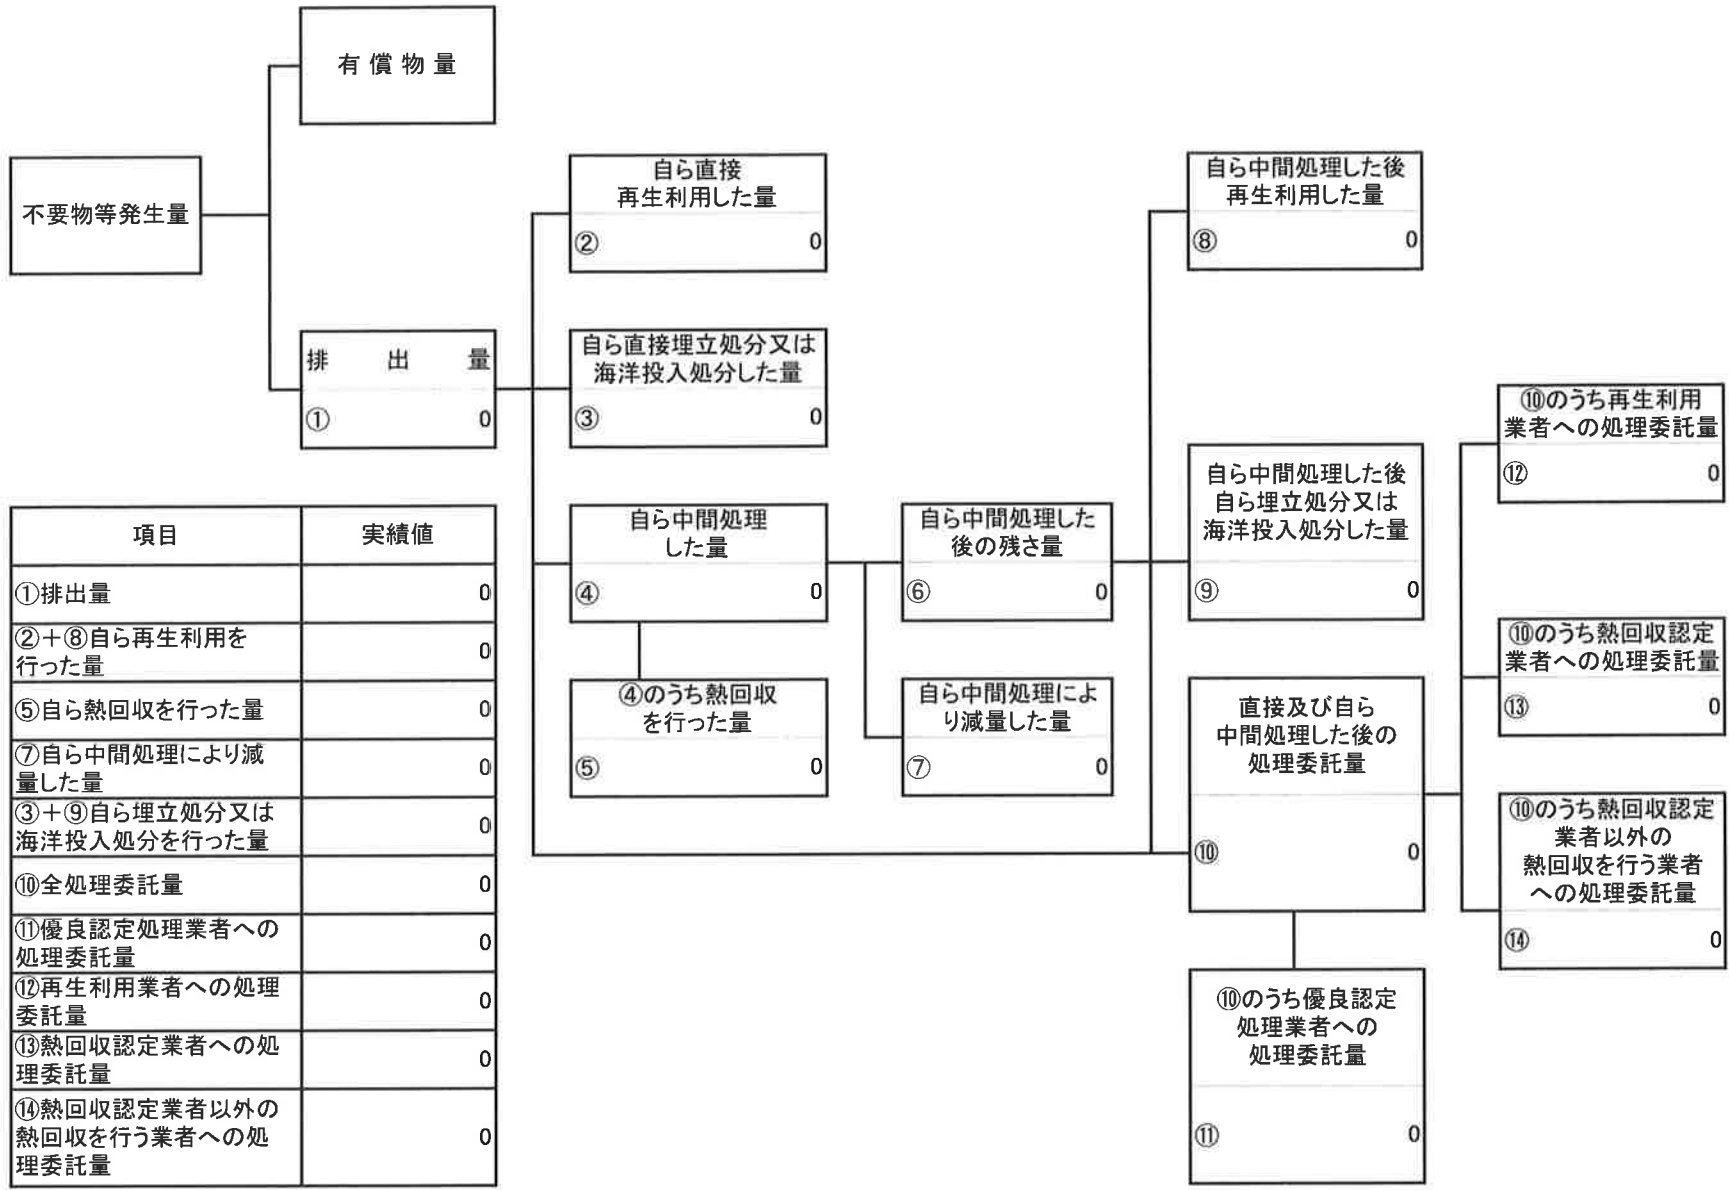 有償物量
不要物等発生量
排出量
① 0
自ら直接
再生利用した量
② 0
自ら直接埋立処分又は
海洋投入処分した量
③ 0
自ら中間処理
した量
④ 0
④のうち熱回収
を行った量
⑤ 0
自ら中間処理した
後の残さ量
⑥ 0
自ら中間処理によ
り減量した量
⑦ 0
自ら中間処理した後
再生利用した量
⑧ 0
自ら中間処理した後
自ら埋立処分又は
海洋投入処分した量
⑨ 0
直接及び自ら
中間処理した後の
処理委託量
⑩ 0
⑩のうち優良認定
処理業者への
処理委託量
⑪ 0
⑩のうち再生利用
業者への処理委託量
⑫ 0
⑩のうち熱回収認定
業者への処理委託量
⑬ 0
⑩のうち熱回収認定
業者以外の
熱回収を行う業者
への処理委託量
⑭ 0
項目 実績値
①排出量 0
②+⑧自ら再生利用を
行った量 0
⑤自ら熱回収を行った量 0
⑦自ら中間処理により減
量した量 0
③+⑨自ら埋立処分又は
海洋投入処分を行った量 0
⑩全処理委託量 0
⑪優良認定処理業者への
処理委託量 0
⑫再生利用業者への処理
委託量 0
⑬熱回収認定業者への処
理委託量 0
⑭熱回収認定業者以外の
熱回収を行う業者への処 0
理委託量